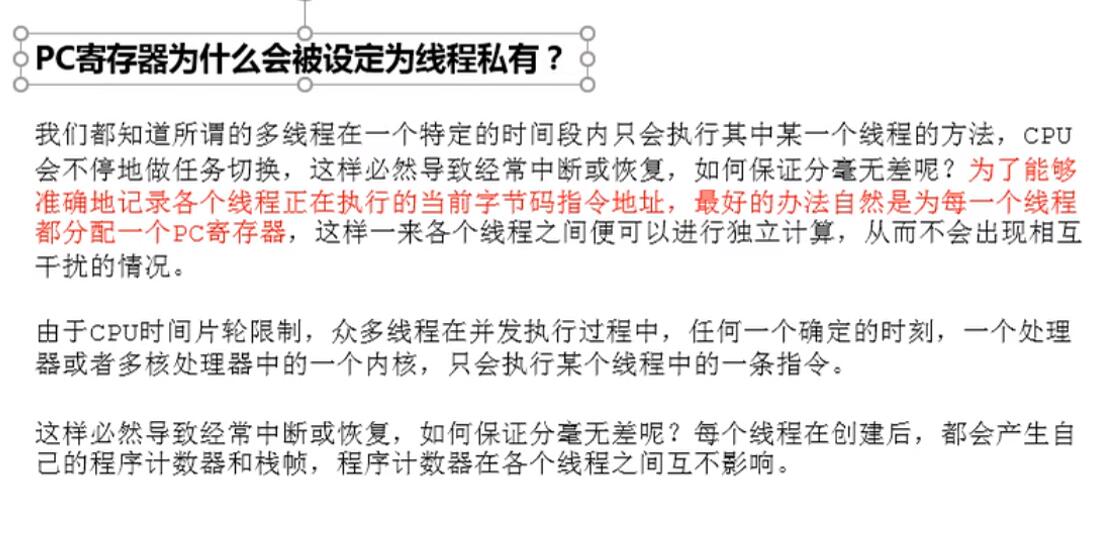 PC寄存器为什么会被设定为线程私有？
我们都知道所谓的多线程在一个特定的时间段内只会执行其中某一个线程的方法，CPU
会不停地做任务切换，这样必然导致经常中断或恢复，如何保证分毫无差呢？为了能够
准确地记录各个线程正在执行的当前字节码指令地址，最好的办法自然是为每一个线程
都分配一个PC寄存器，这样一来各个线程之间便可以进行独立计算，从而不会出现相互
干扰的情况。
由于CPU时间片轮限制，众多线程在并发执行过程中，任何一个确定的时刻，一个处理
器或者多核处理器中的一个内核，只会执行某个线程中的一条指令。
这样必然导致经常中断或恢复，如何保证分毫无差呢？每个线程在创建后，都会产生自
己的程序计数器和栈帧，程序计数器在各个线程之间互不影响。